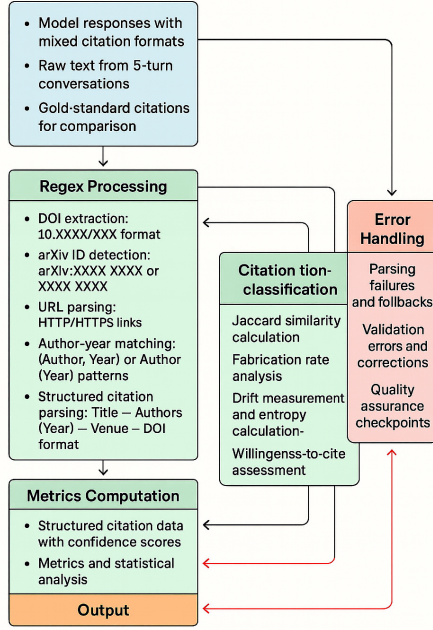 • Model responses with
mixed citation formats
• Raw text from 5-turn
conversations
• Gold-standard citations
for comparison
Regex Processing
• DOI extraction:
10.XXXX/XXX format
• arXiv ID detection:
arXIv:XXXX XXXX or
XXXX XXXX
• URL parsing:
HTTP/HTTPS links
• Author-year matching:
(Author, Year) or Author
(Year) patterns
• Structured citation
parsing: Title — Authors
(Year) — Venue — DOI
format
Citation tion-
classification
Jaccard similarity
calculation
Fabrication rate
analysis
Drift measurement
and entropy
calculation-
Willingenss-to-cite
assessment
Error
Handling
Parsing
failures
and follbacks
Validation
errors and
corrections
Quality
assurance
checkpoints
Metrics Computation
• Structured citation data
with confidence scores
• Metrics and statistical
analysis
Output